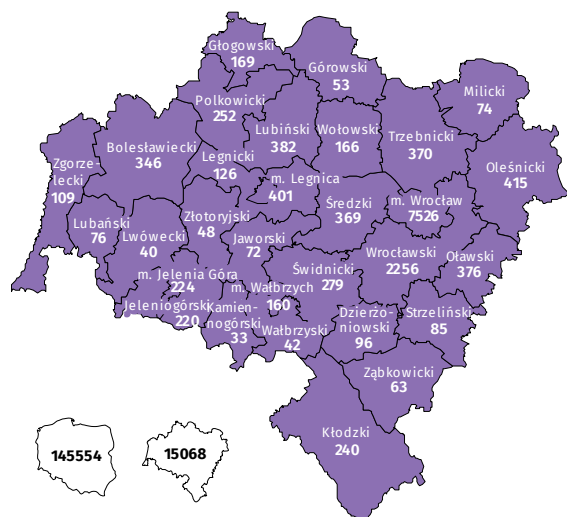 Głogowski
169
Górowski
53
Milicki
74
Polkowicki
252
Lubiński
382
Wołowski
166
Trzebnicki
370
Bolesławiecki
346
Legnicki
126
Oleśnicki
415
Zgorze-
lecki
109
m. Legnica
401
Średzki
369
m. Wrocław
7526
Lubański
76
Lwówecki
40
Złotoryjski
48
Jaworski
72
Wrocławski
2256
Oławski
376
m. Jelenia Góra
224
Świdnicki
279
m. Wałbrzych
160
Jeleniogórski
220
Kamien-
nogórski
33
Wałbrzyski
42
Dzierżo-
niowski
96
Strzeliński
85
Ząbkowicki
63
Kłodzki
240
145554
15068